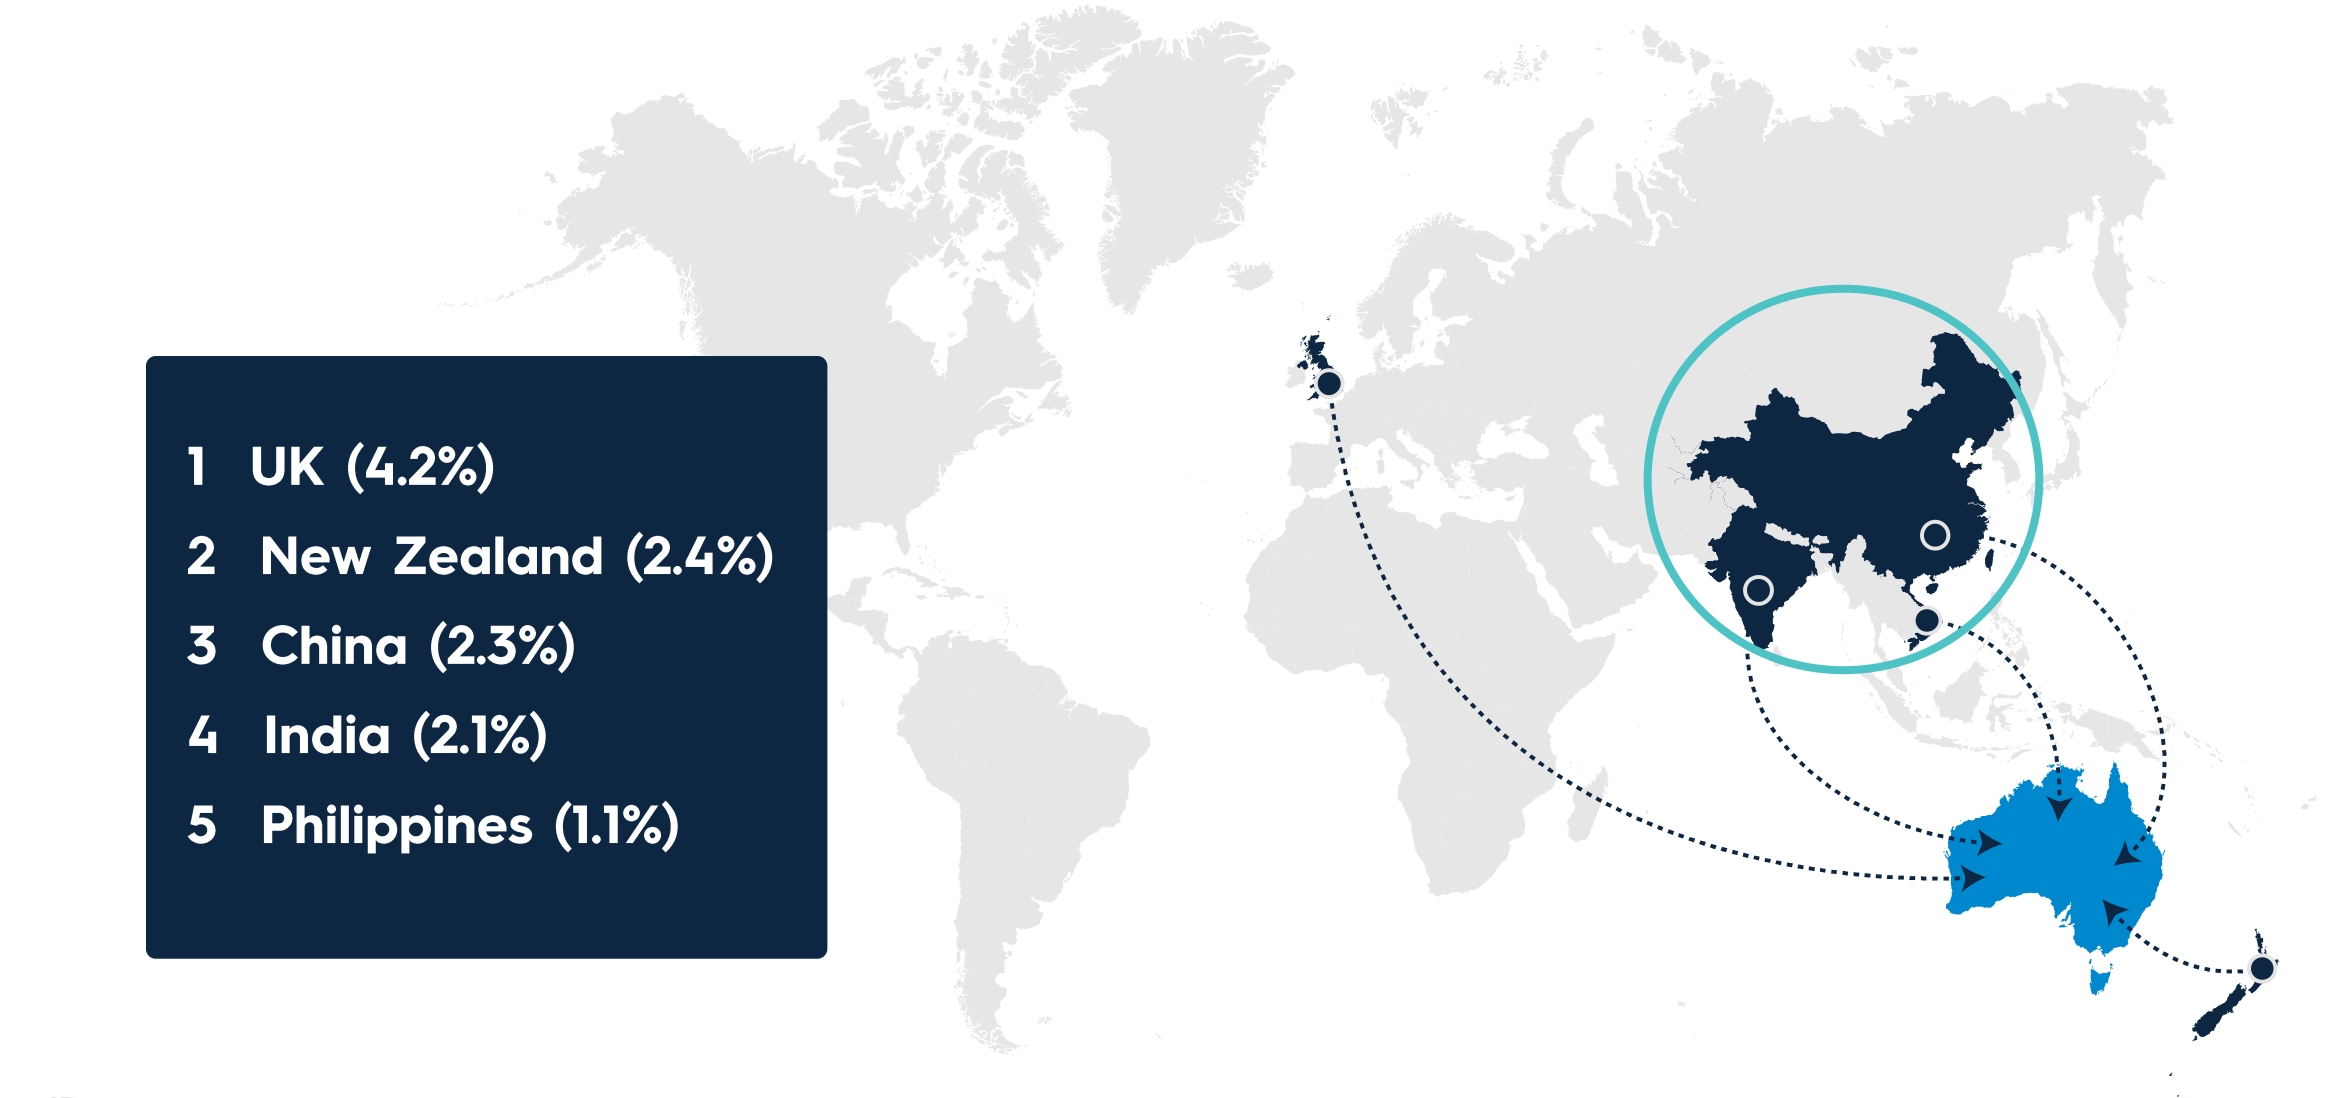 1 UK (4.2%)
2 New Zealand (2.4%)
3 China (2.3%)
4 India (2.1%)
5 Philippines (1.1%)